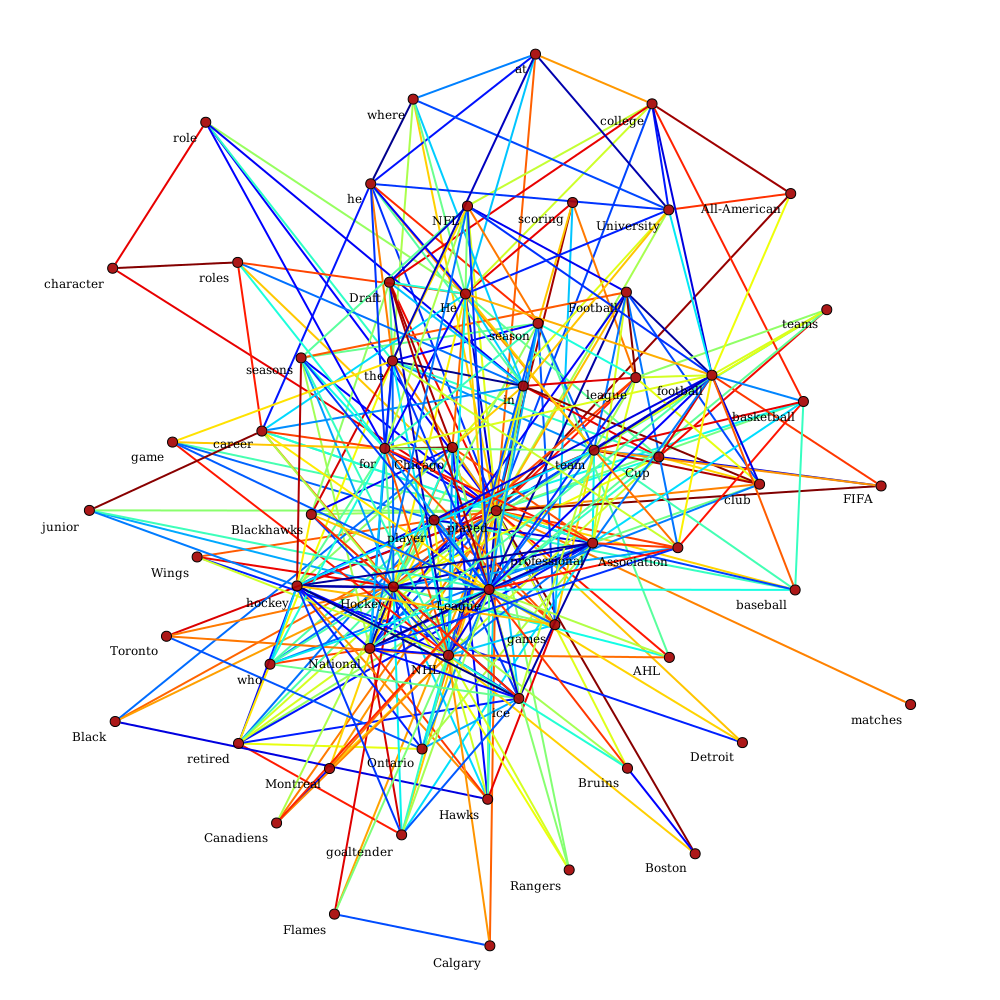 at
where
college
role
he
NFL
scoring
All-American
University
character
roles
Draft
He
Football
season
teams
seasons
the
in
league
football
basketball
game
career
for
Chicago
team
Cup
club
FIFA
junior
Blackhawks
player
played
professional
Association
Wings
hockey
Hockey
League
baseball
games
Toronto
who
National
NHL
AHL
ice
matches
Black
retired
Ontario
Detroit
Montreal
Bruins
Canadiens
Hawks
goaltender
Boston
Rangers
Flames
Calgary